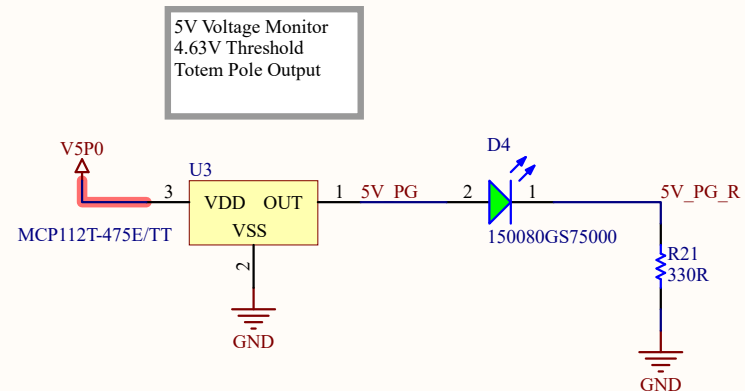 5V Voltage Monitor
4.63V Threshold
Totem Pole Output
V5P0
U3
D4
3
VDD OUT
1
5V_PG
2
1
5V_PG_R
VSS
MCP112T-475E/TT
150080GS75000
2
R21
330R
GND
GND